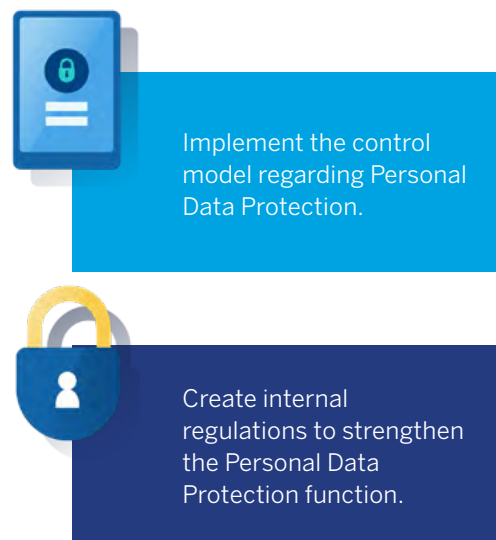 Implement the control
model regarding Personal
Data Protection.
Create internal
regulations to strengthen
the Personal Data
Protection function.